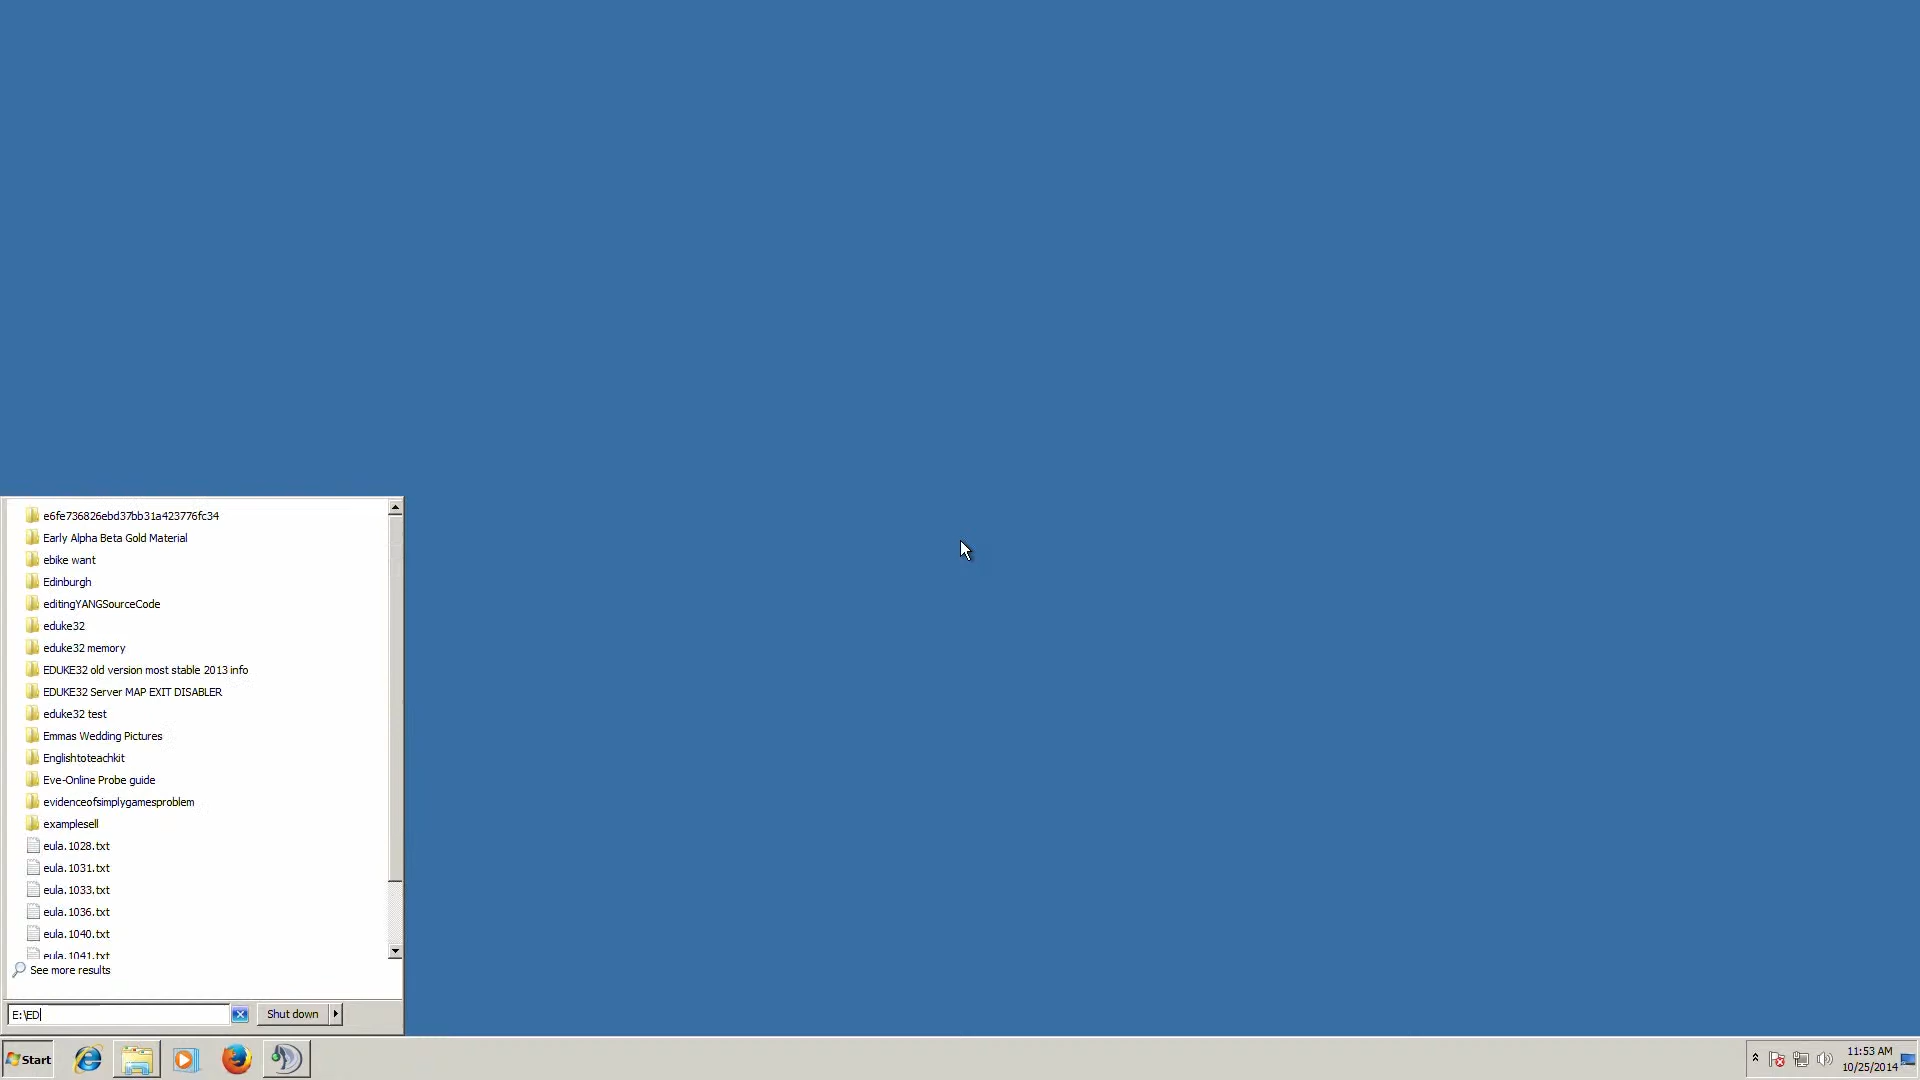 e6fe736826ebd37bb31a423776fc34
Early Alpha Beta Gold Material
ebike want
Edinburgh
editingYANGSourceCode
eduke32
eduke32 memory
EDUKE32 old version most stable 2013 info
EDUKE32 Server MAP EXIT DISABLER
eduke32 test
Emmas Wedding Pictures
Englishtoteachkit
Eve-Online Probe guide
evidenceofsimplygamesproblem
examplesell
eula.1028.txt
eula.1031.txt
eula.1033.txt
eula.1036.txt
eula.1040.txt
eula.1041.txt
See more results
E:\ED
Shut down
Start
11:53 AM
10/25/2014